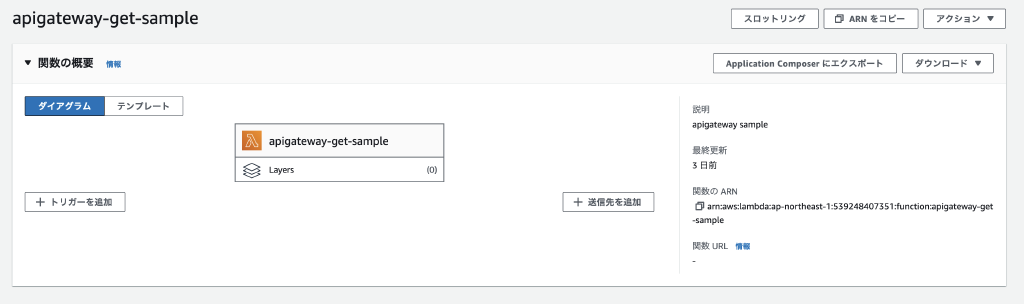 apigateway-get-sample
スロットリング
ARN をコピー
アクション ▼
▼ 関数の概要 情報
Application Composer にエクスポート
ダウンロード ▼
ダイアグラム
テンプレート
apigateway-get-sample
Layers (0)
+ トリガーを追加
+ 送信先を追加
説明
apigateway sample
最終更新
3 日前
関数の ARN
arn:aws:lambda:ap-northeast-1:539248407351:function:apigateway-get
-sample
関数 URL 情報
-